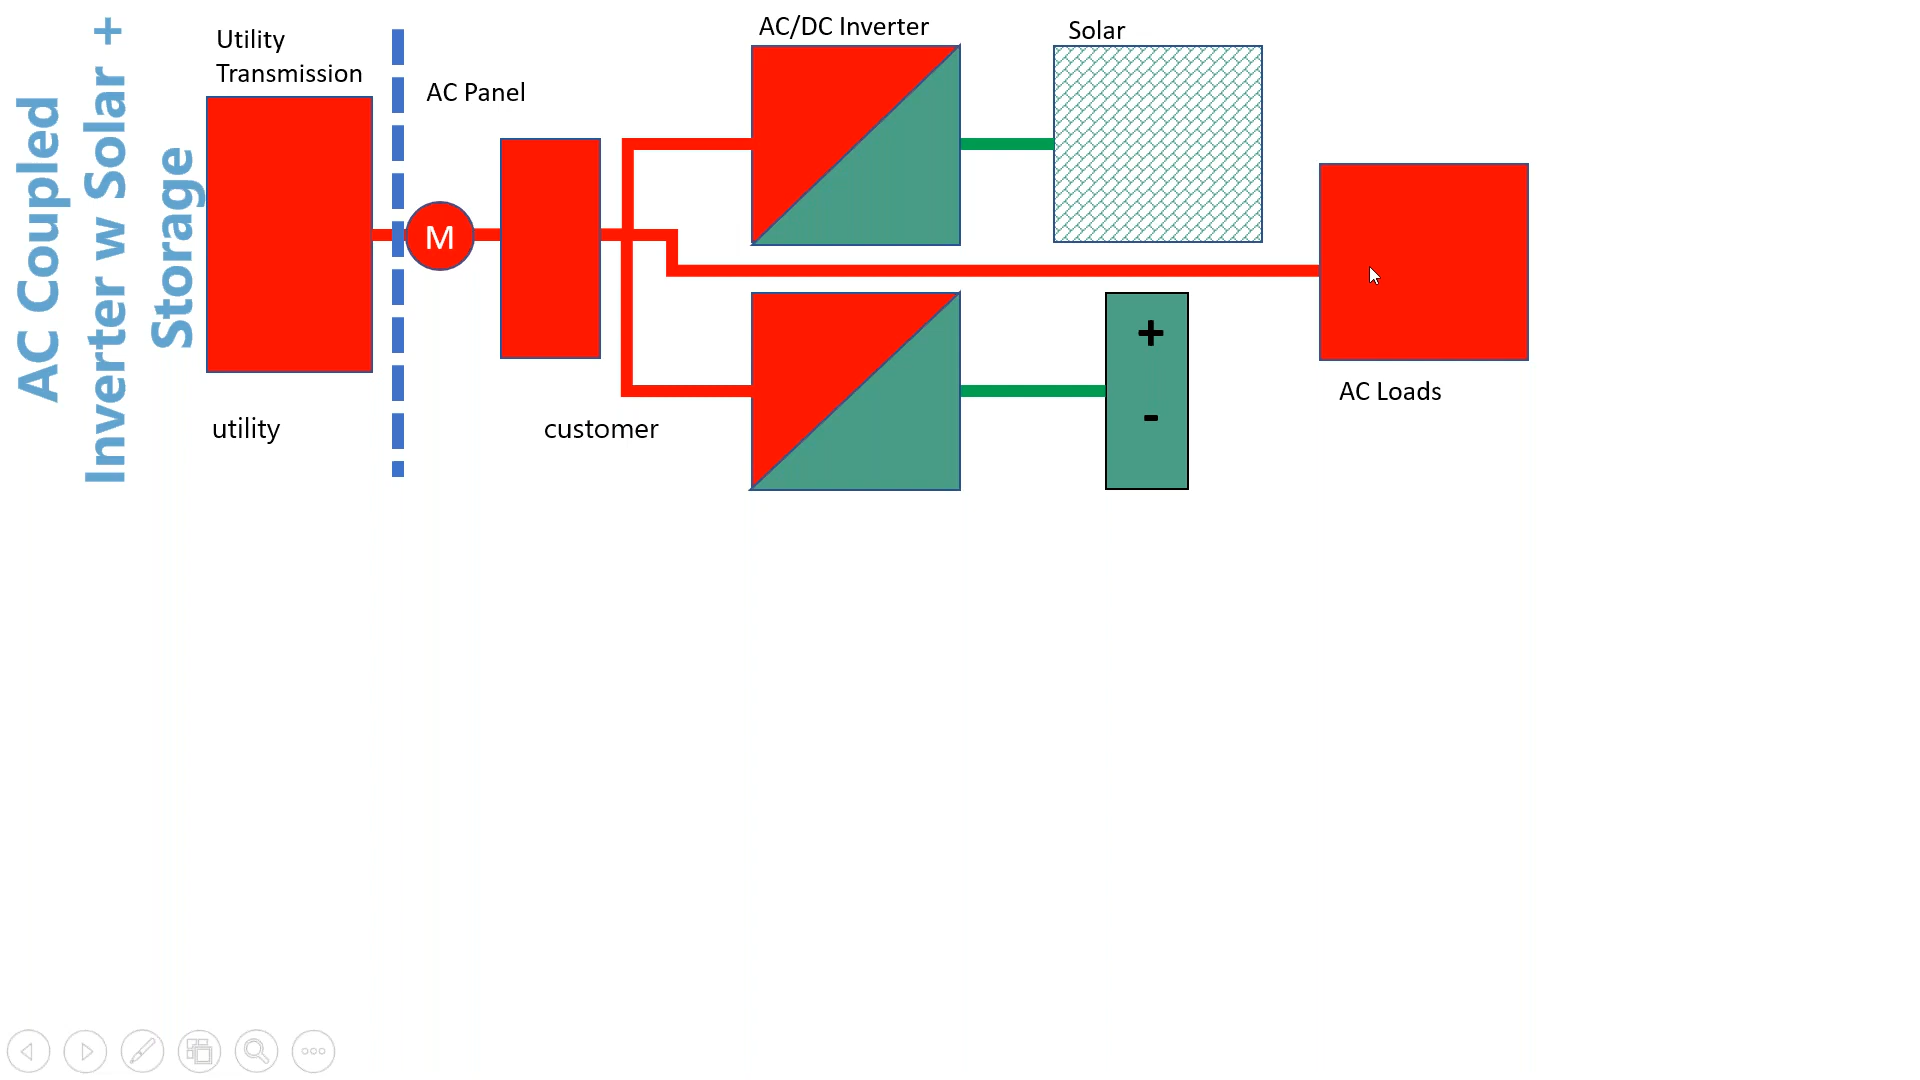 AC Coupled
Inverter w Solar +
Storage
Utility
Transmission
AC Panel
AC/DC Inverter
Solar
M
+
-
AC Loads
utility
customer